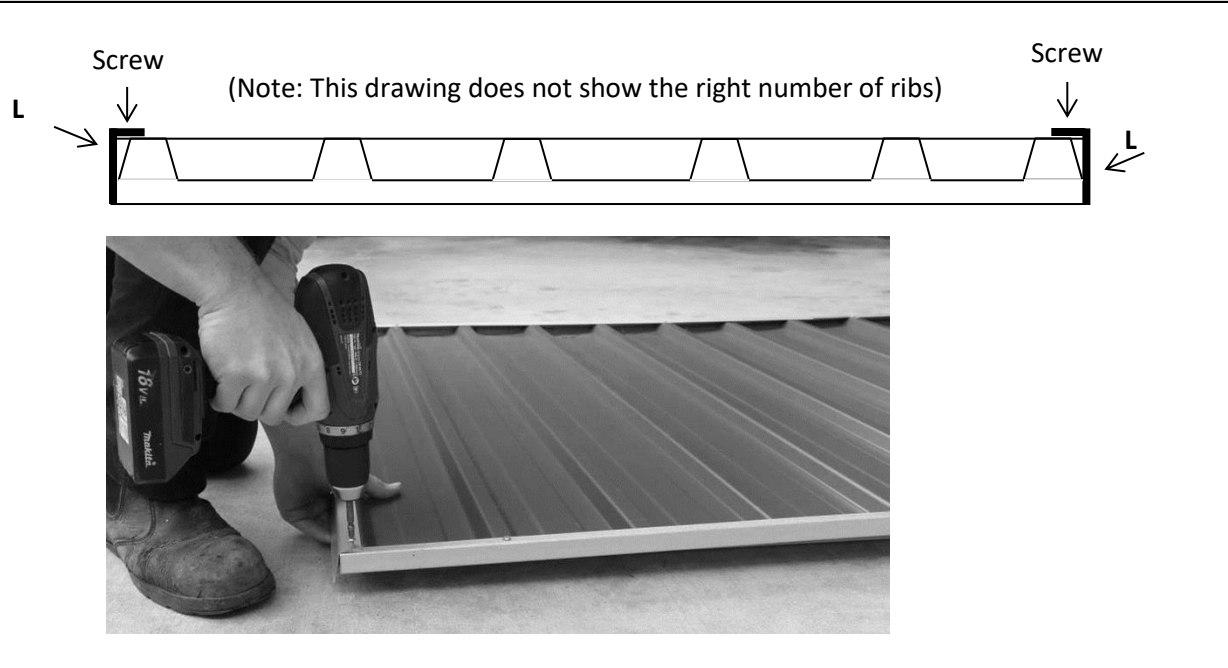 Screw
Screw
L
(Note: This drawing does not show the right number of ribs)
L
18V
makita